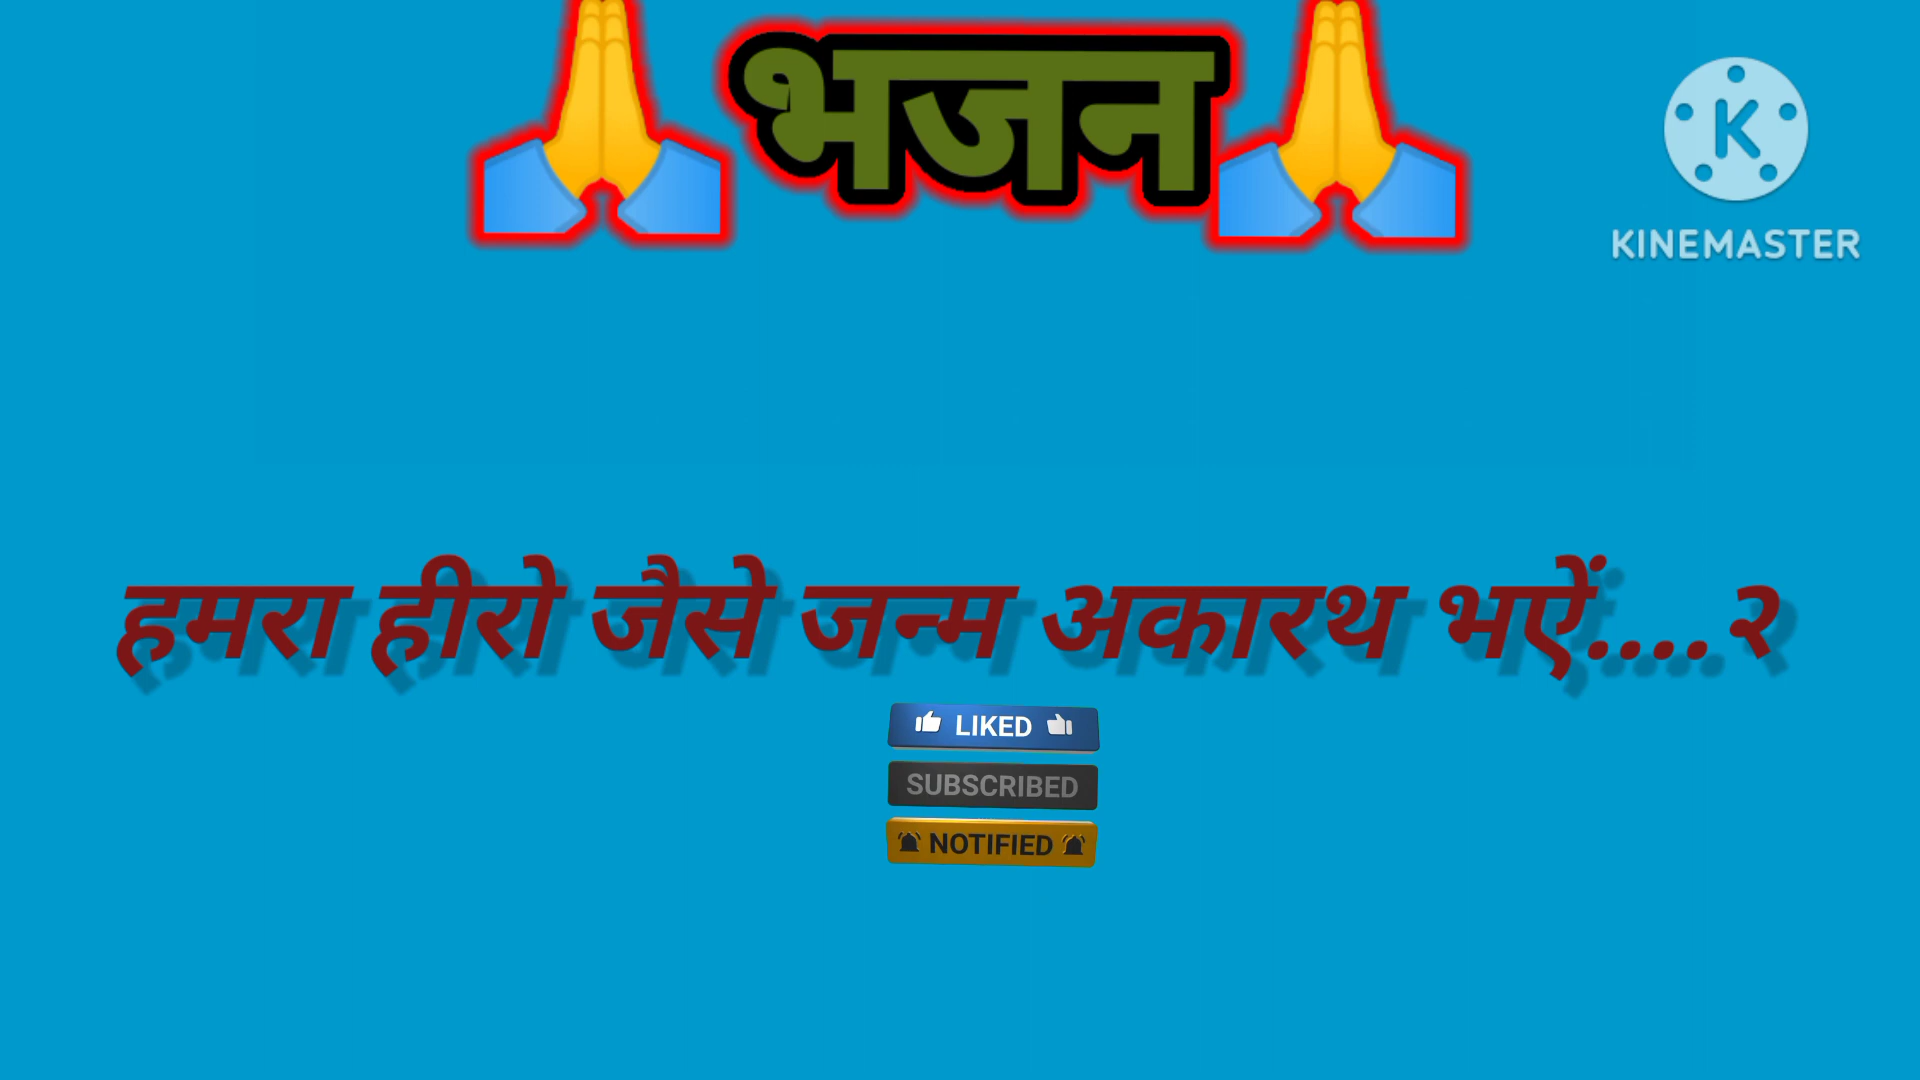 🙏भजन🙏
K
KINEMASTER
हमरा हीरो जैसे जन्म अकारथ भऐं....२
LIKED
SUBSCRIBED
NOTIFIED